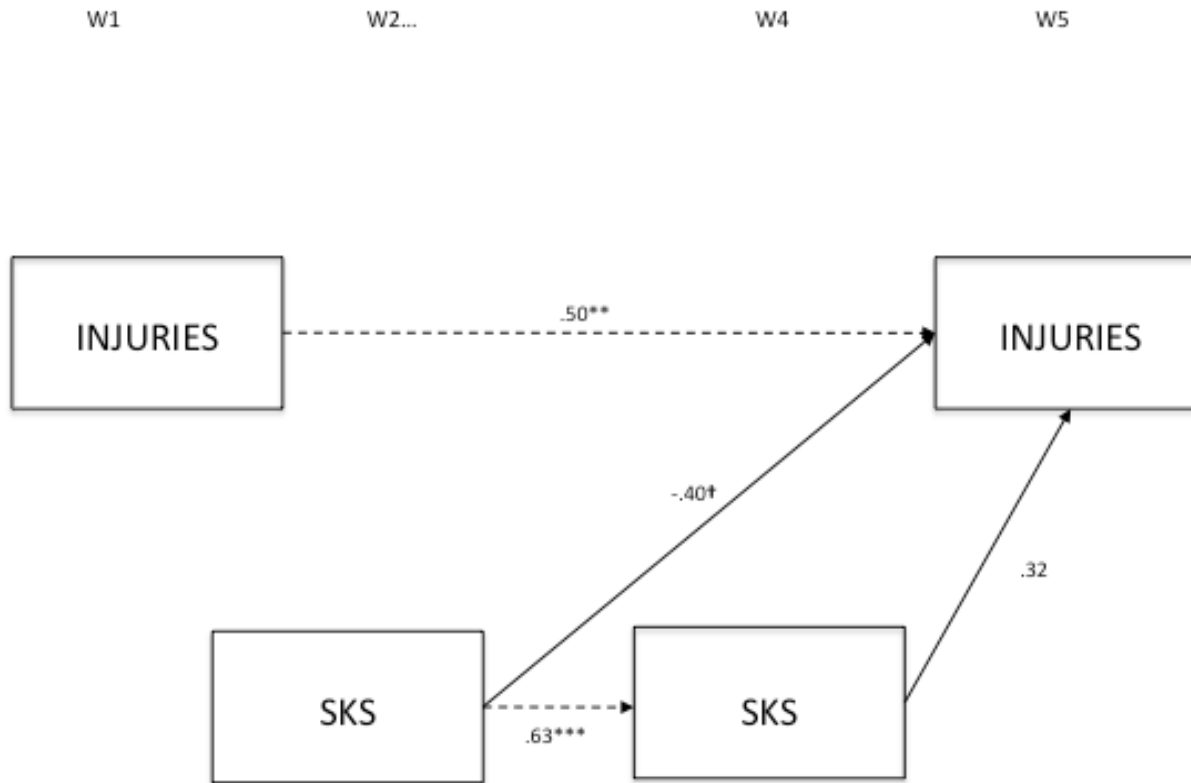 W1 W2... W4 W5
.50**
INJURIES INJURIES
-.40†
.32
SKS SKS
.63***